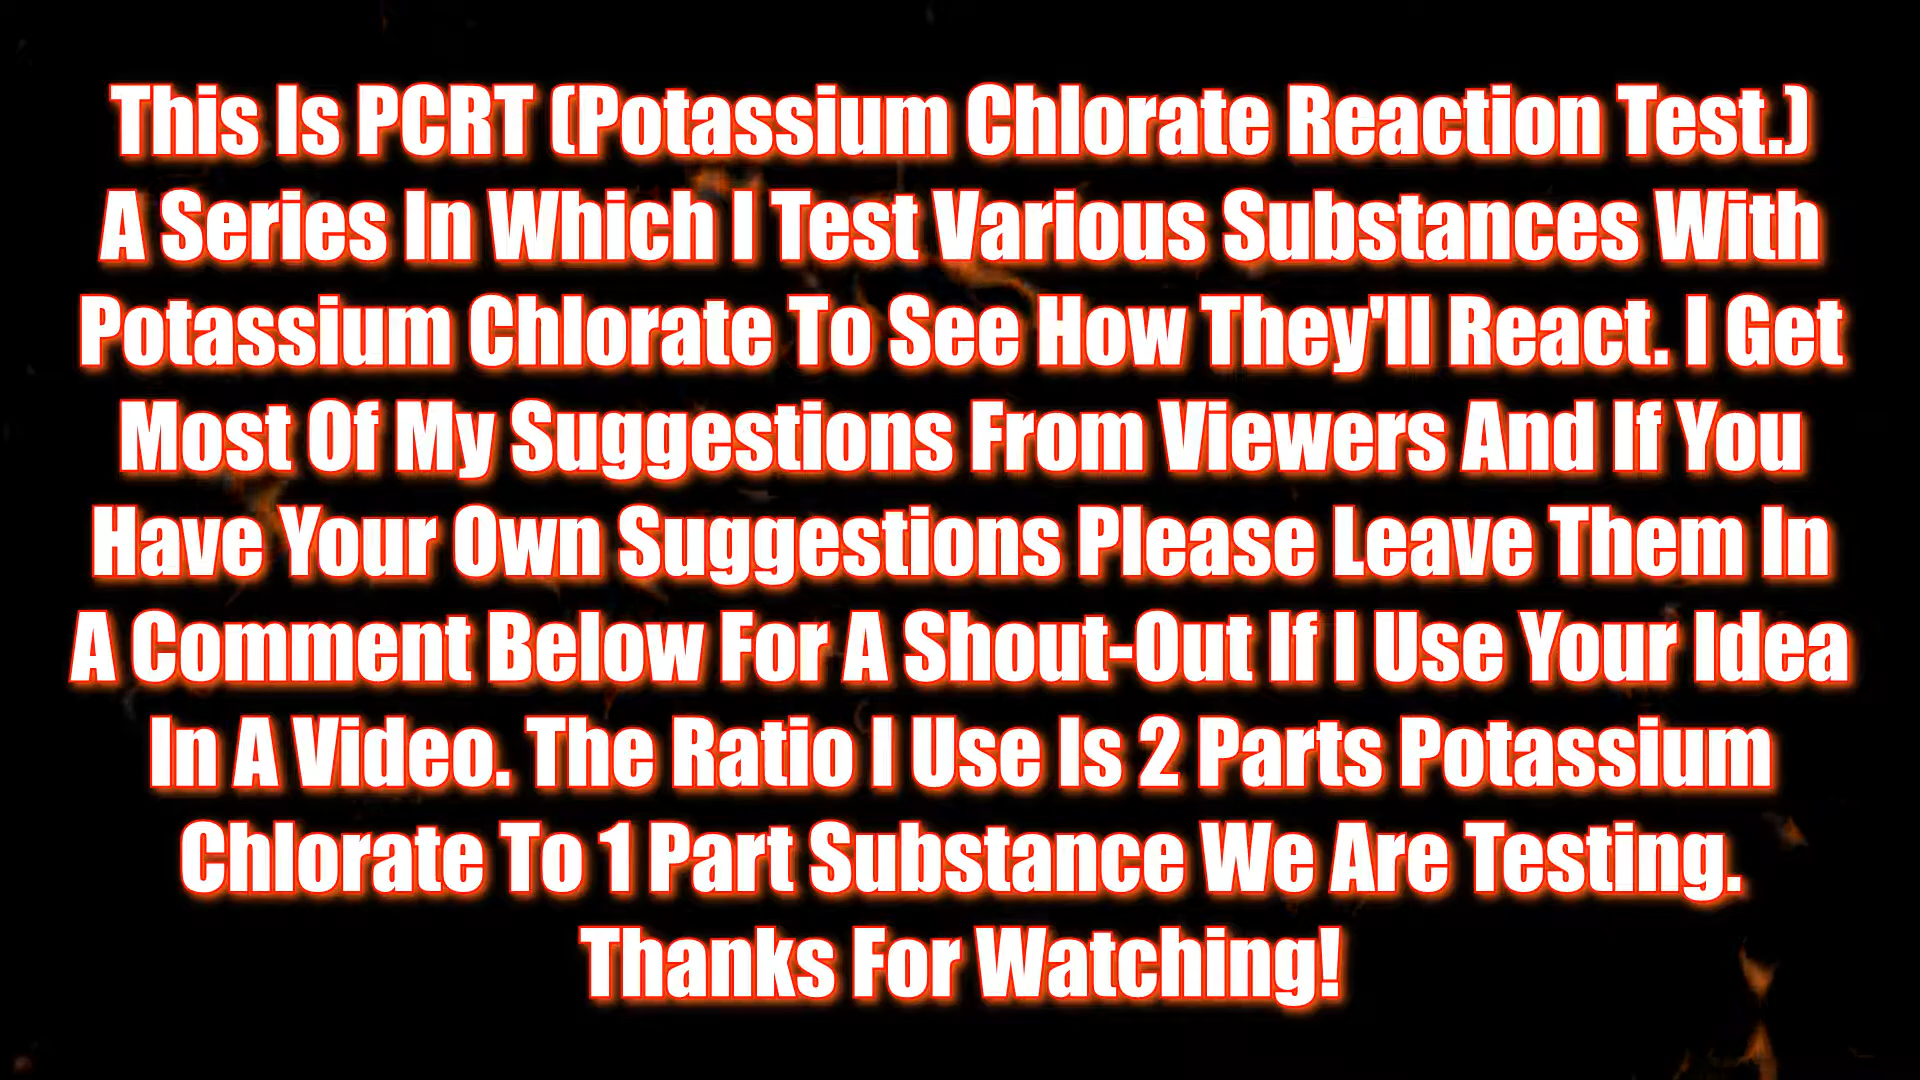 This Is PCRT (Potassium Chlorate Reaction Test.)
A Series In Which I Test Various Substances With
Potassium Chlorate To See How They'll React. I Get
Most Of My Suggestions From Viewers And If You
Have Your Own Suggestions Please Leave Them In
A Comment Below For A Shout-Out If I Use Your Idea
In A Video. The Ratio I Use Is 2 Parts Potassium
Chlorate To 1 Part Substance We Are Testing.
Thanks For Watching!